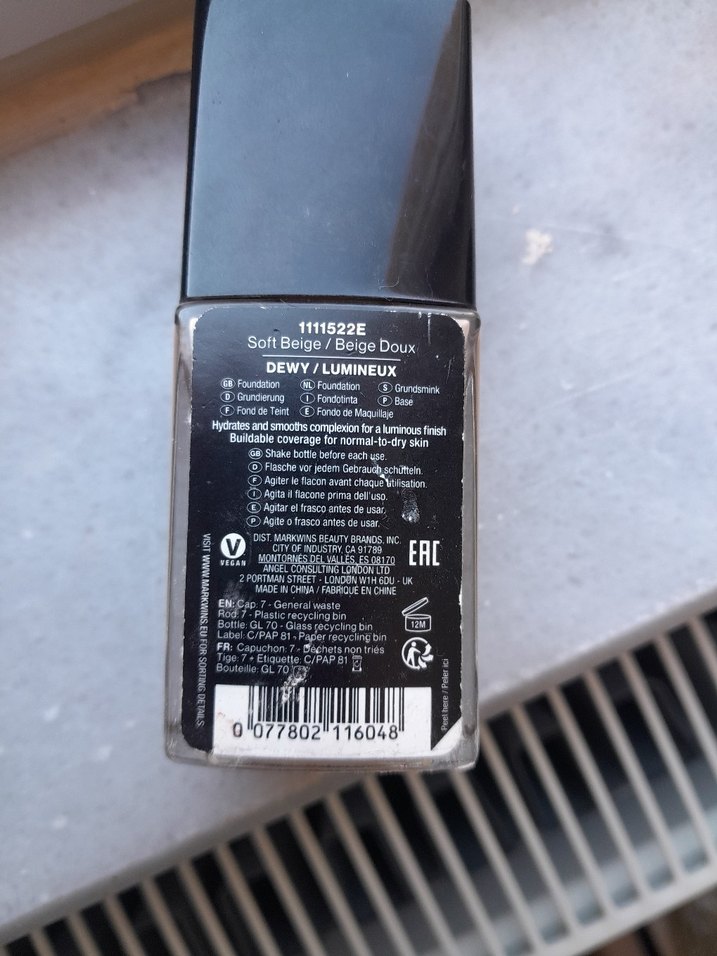 1111522E
Soft Beige / Beige Doux
DEWY / LUMINEUX
GB Foundation NL Foundation S Grundsmink
D Grundierung I Fondotinta P Base
F Fond de Teint E Fondo de Maquillaje
Hydrates and smooths complexion for a luminous finish
Buildable coverage for normal-to-dry skin
GB Shake bottle before each use.
D Flasche vor jedem Gebrauch schütteln.
F Agiter le flacon avant chaque utilisation.
I Agita il flacone prima dell'uso.
E Agitar el frasco antes de usar.
P Agite o frasco antes de usar.
V
VEGAN
DIST. MARKWINS BEAUTY BRANDS, INC.
CITY OF INDUSTRY, CA 91789
MONTORNÉS DEL VALLÈS, ES 08170
ANGEL CONSULTING LONDON LTD
2 PORTMAN STREET - LONDON W1H 6DU - UK
MADE IN CHINA / FABRIQUÉ EN CHINE
EAC
EN: Cap: 7 - General waste
Rod: 7 - Plastic recycling bin
Bottle: GL 70 - Glass recycling bin
Label: C/PAP 81 - Paper recycling bin
FR: Capuchon: 7 - Déchets non triés
Tige: 7 + Etiquette: C/PAP 81
Bouteille: GL 70
12M
VISIT WWW.MARKWINS.EU FOR SORTING DETAILS.
Peel here / Peler ici
0 077802 116048